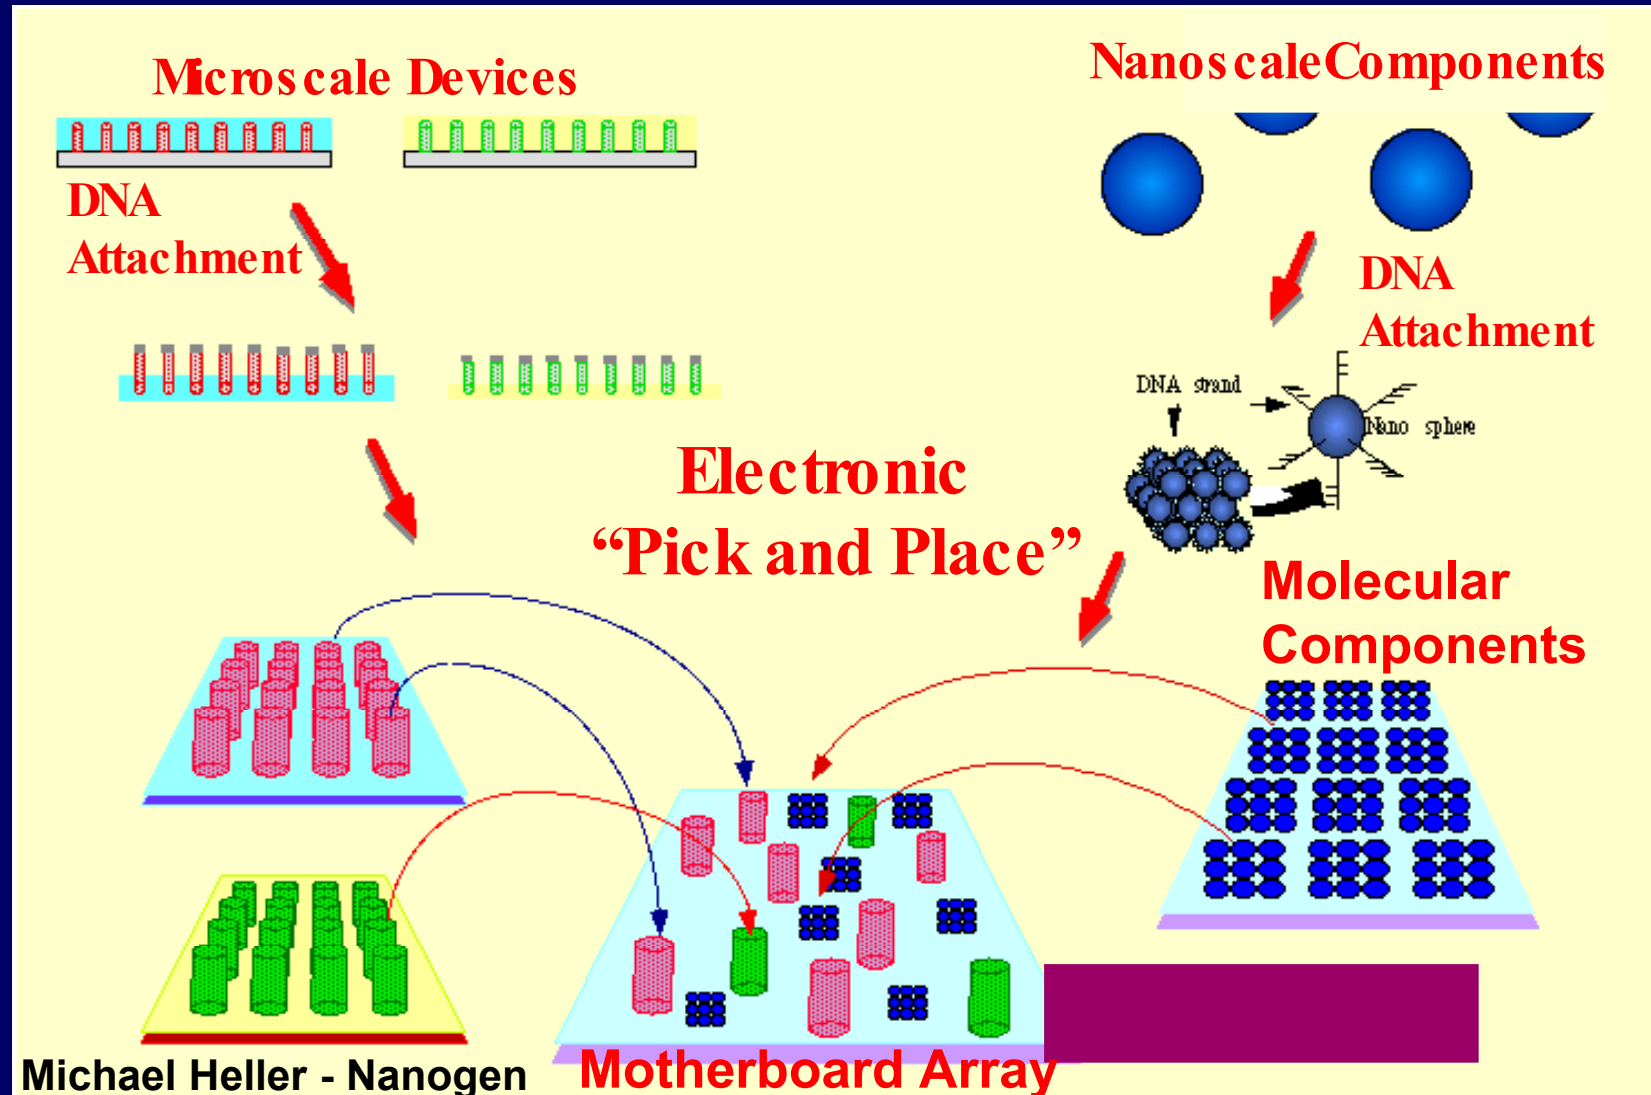 Microscale Devices
Nanoscale Components
DNA
Attachment
DNA
Attachment
DNA strand
Nano sphere
Electronic
“Pick and Place”
Molecular
Components
Michael Heller - Nanogen
Motherboard Array